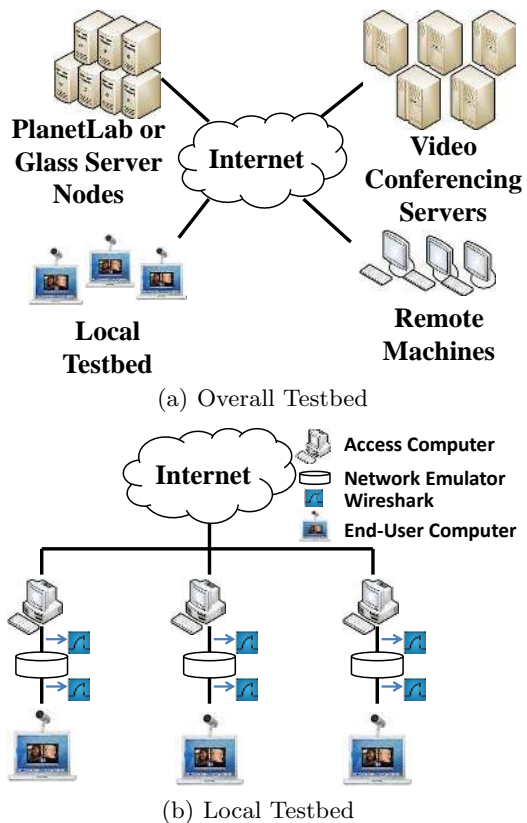 PlanetLab or
Glass Server
Nodes
Internet
Video
Conferencing
Servers
Local
Testbed
Remote
Machines
(a) Overall Testbed
Internet
Access Computer
Network Emulator
Wireshark
End-User Computer
(b) Local Testbed